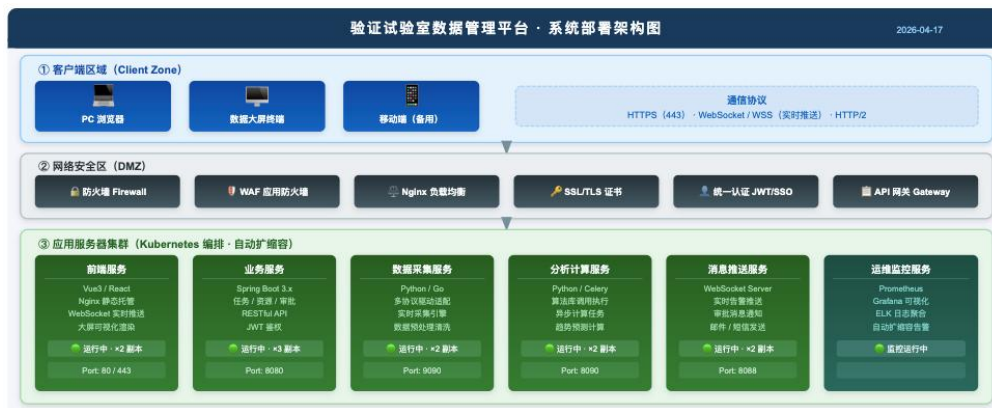 验证试验室数据管理平台 · 系统部署架构图
2026-04-17
① 客户端区域（Client Zone）
PC 浏览器
数据大屏终端
移动端（备用）
通信协议
HTTPS（443） · WebSocket / WSS（实时推送） · HTTP/2
② 网络安全区（DMZ）
防火墙 Firewall
WAF 应用防火墙
Nginx 负载均衡
SSL/TLS 证书
统一认证 JWT/SSO
API 网关 Gateway
③ 应用服务器集群（Kubernetes 编排 · 自动扩缩容）
前端服务
Vue3 / React
Nginx 静态托管
WebSocket 实时推送
大屏可视化渲染
运行中 · ×2 副本
Port: 80 / 443
业务服务
Spring Boot 3.x
任务 / 资源 / 审批
RESTful API
JWT 鉴权
运行中 · ×3 副本
Port: 8080
数据采集服务
Python / Go
多协议驱动适配
实时采集引擎
数据预处理清洗
运行中 · ×2 副本
Port: 9090
分析计算服务
Python / Celery
算法库调用执行
异步计算任务
趋势预测计算
运行中 · ×2 副本
Port: 8090
消息推送服务
WebSocket Server
实时告警推送
审批消息通知
邮件 / 短信发送
运行中 · ×2 副本
Port: 8088
运维监控服务
Prometheus
Grafana 可视化
ELK 日志聚合
自动扩缩容告警
监控运行中